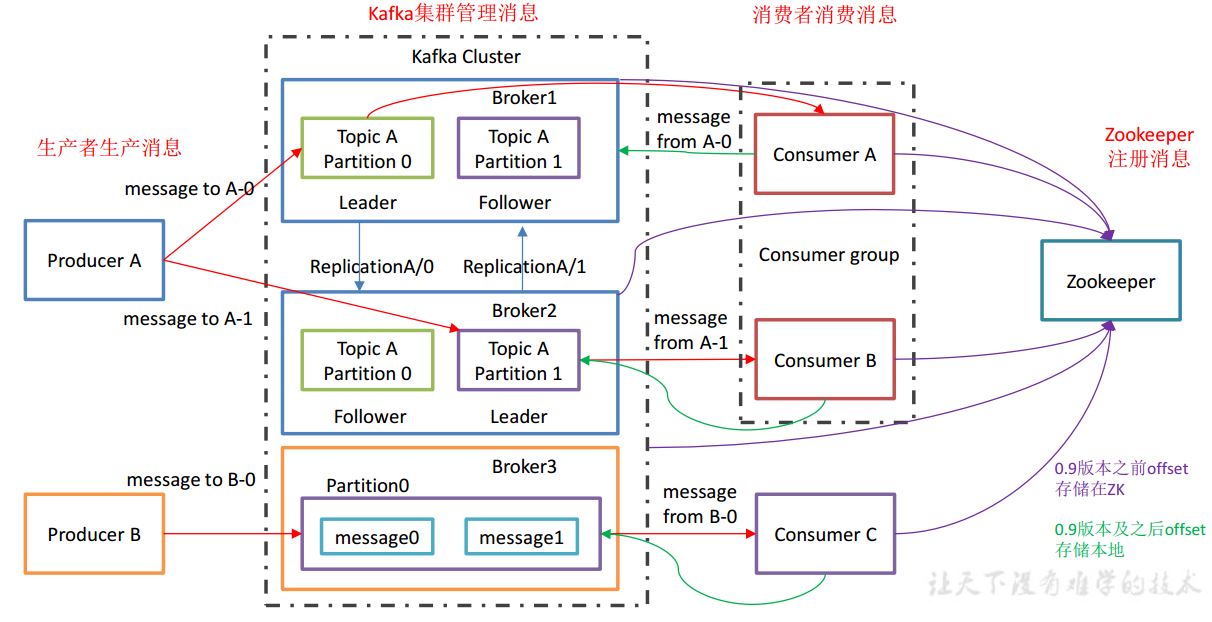 Kafka集群管理消息
消费者消费消息
Kafka Cluster
Broker1
Topic A
Partition 0
Topic A
Partition 1
Leader
Follower
生产者生产消息
message to A-0
Producer A
message to A-1
ReplicationA/0
ReplicationA/1
Broker2
Topic A
Partition 0
Topic A
Partition 1
Follower
Leader
message to B-0
Producer B
Broker3
Partition0
message0
message1
message
from A-0
Consumer A
Consumer group
message
from A-1
Consumer B
message
from B-0
Consumer C
Zookeeper
注册消息
Zookeeper
0.9版本之前offset
存储在ZK
0.9版本及之后offset
存储本地
让天下没有难学的技术